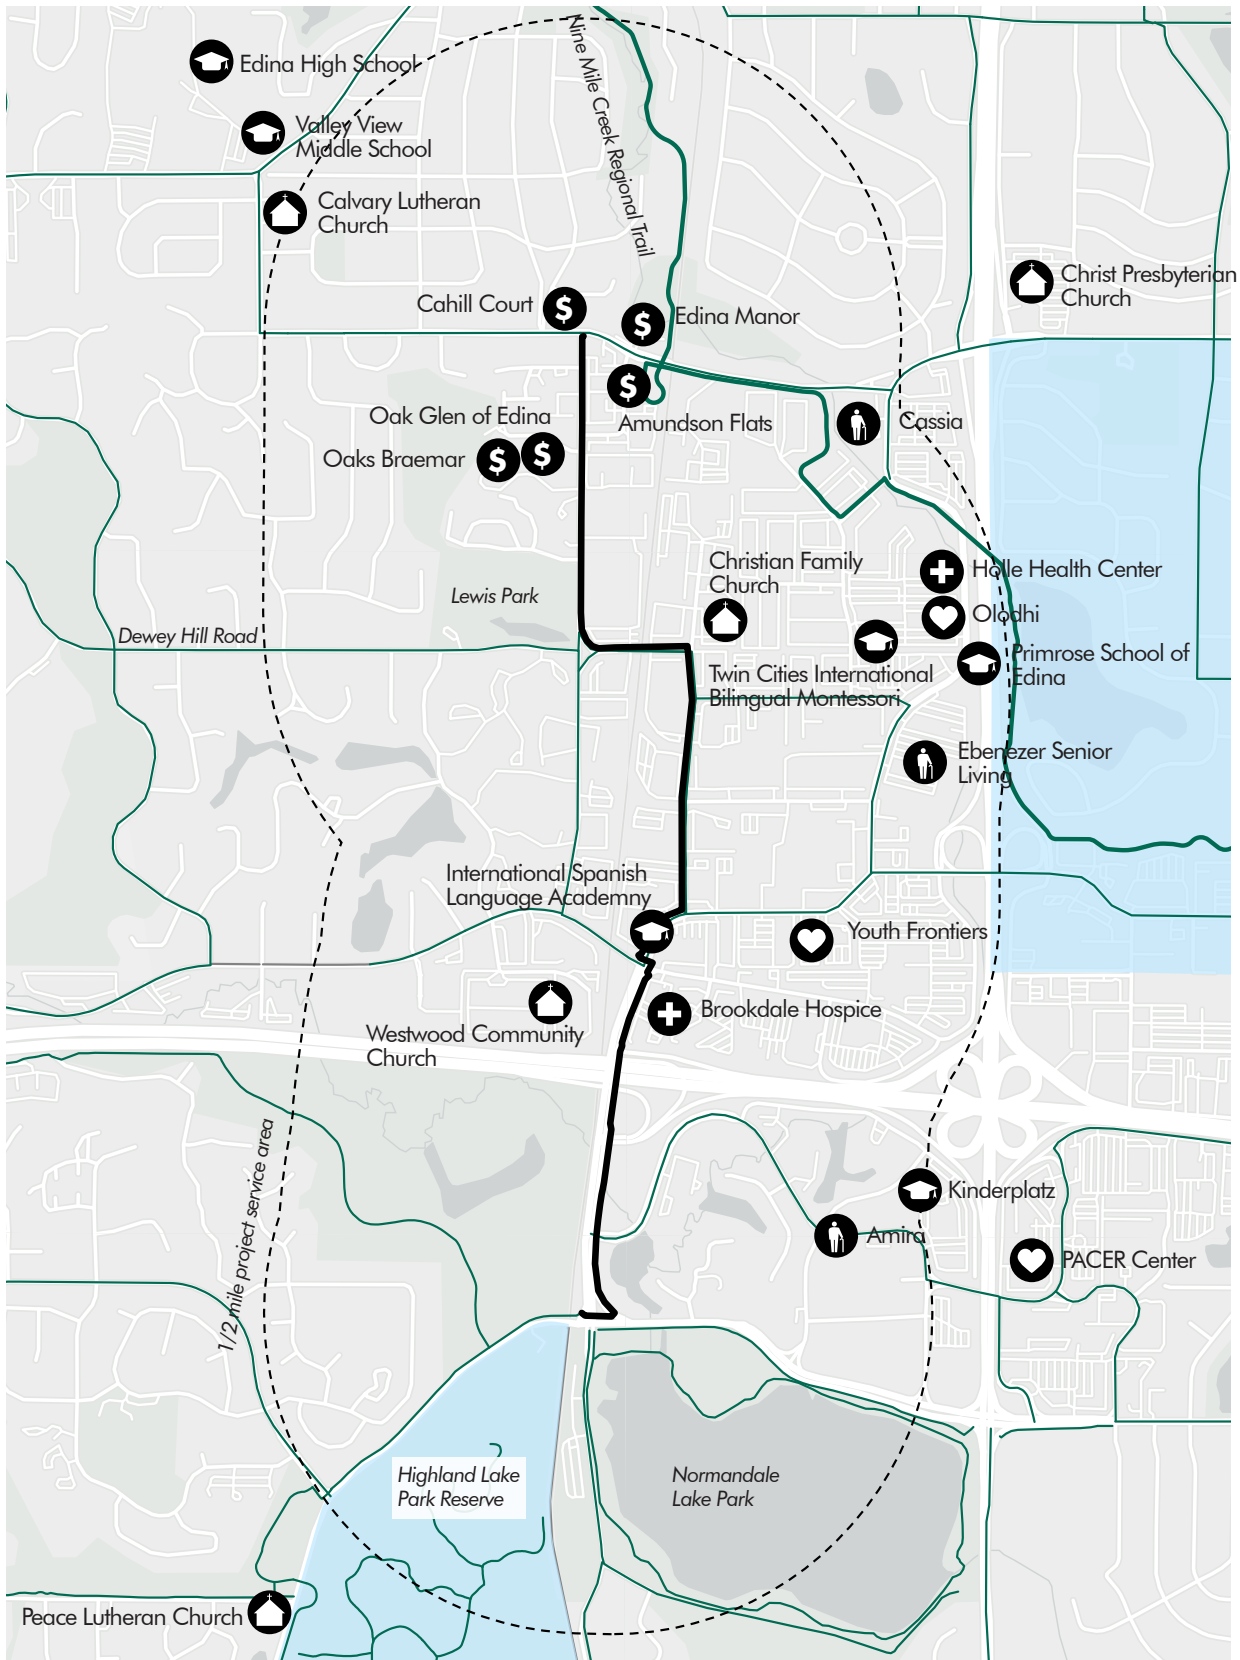 Nine Mile Creek Regional Trail
Edina High School
Valley View
Middle School
Calvary Lutheran
Church
Christ Presbyterian
Church
Cahill Court
$
$
Edina Manor
$
Amundson Flats
Oak Glen of Edina
Oaks Braemar
$
$
Cassia
Christian Family
Church
Holle Health Center
Lewis Park
Olodhi
Dewey Hill Road
Primrose School of
Edina
Twin Cities International
Bilingual Montessori
Ebenezer Senior
Living
International Spanish
Language Academny
Youth Frontiers
Brookdale Hospice
Westwood Community
Church
1/2 mile project service area
Kinderplatz
Amira
PACER Center
Highland Lake
Park Reserve
Normandale
Lake Park
Peace Lutheran Church